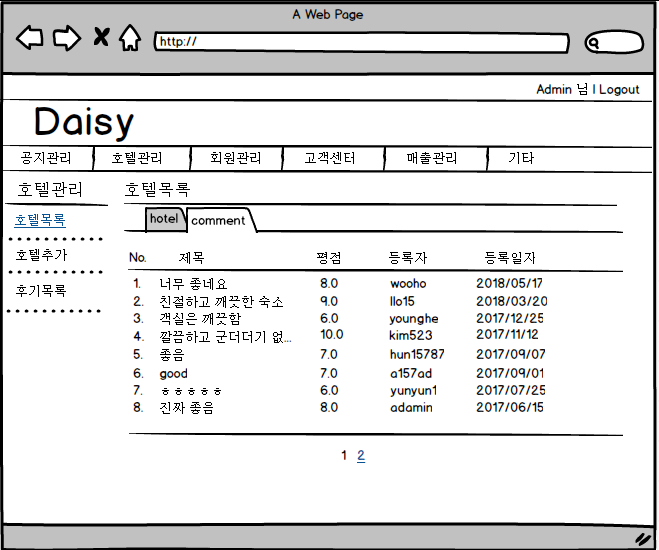 A Web Page
http://
Admin 님 | Logout
Daisy
공지관리 호텔관리 회원관리 고객센터 매출관리 기타
호텔관리
호텔목록
호텔추가
후기목록
호텔목록
hotel comment
No. 제목 평점 등록자 등록일자
1. 너무 좋네요 8.0 wooho 2018/05/17
2. 친절하고 깨끗한 숙소 9.0 llo15 2018/03/20
3. 객실은 깨끗함 6.0 younghe 2017/12/25
4. 깔끔하고 군더더기 없... 10.0 kim523 2017/11/12
5. 좋음 7.0 hun15787 2017/09/07
6. good 7.0 a157ad 2017/09/01
7. ㅎㅎㅎㅎㅎ 6.0 yunyun1 2017/07/25
8. 진짜 좋음 8.0 adamin 2017/06/15
1 2